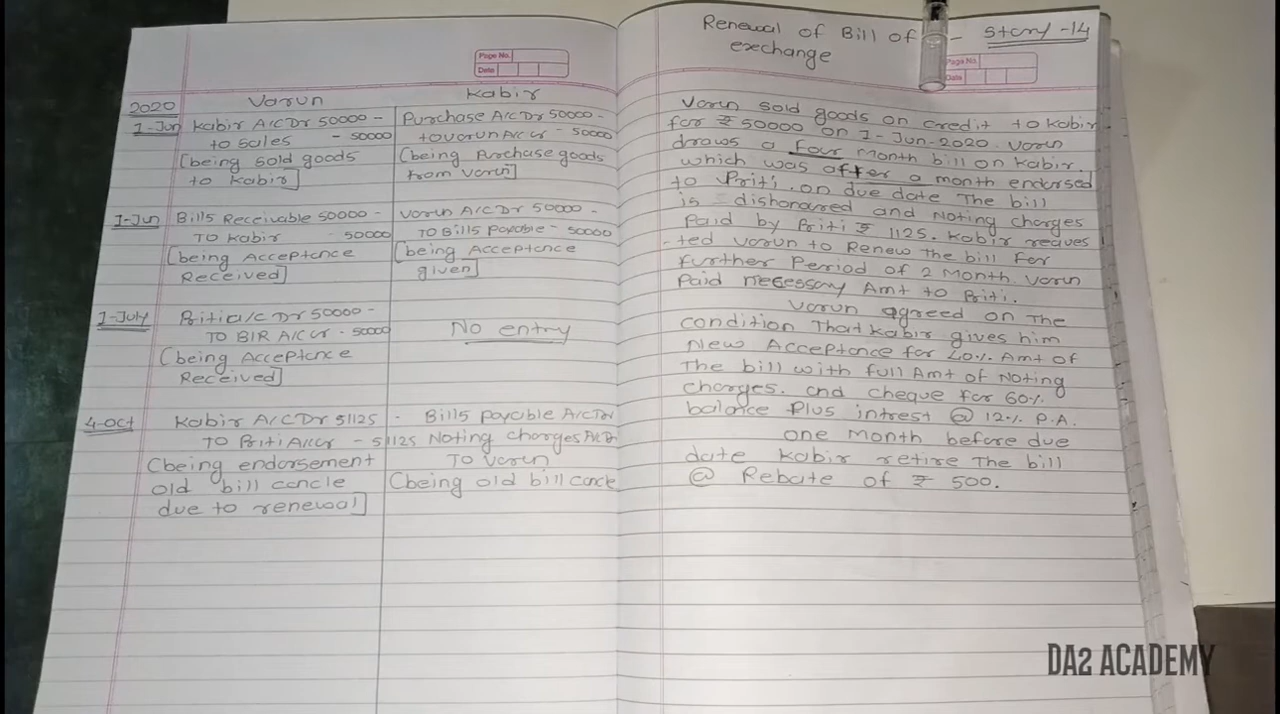 Renewal of Bill of
exchange
- Story -14
Page No.
Date
Page No.
Date
2020
Varun
Kabir
1-Jun Kabir A/C Dr 50000 -
to sales - 50000
[being sold goods
to Kabir]
Purchase A/C Dr 50000 -
to varun A/C Cr - 50000
[being Purchase goods
from varun]
1-Jun Bills Receivable 50000 -
TO Kabir - 50000
[being Acceptance
Received]
varun A/C Dr 50000 -
TO Bills Payable - 50000
[being Acceptance
given]
1-July Priti a/c Dr 50000 -
TO B/R A/C Cr - 50000
[being Acceptance
Received]
No entry
4-Oct Kabir A/C Dr 51125 -
TO Priti A/C Cr - 51125
[being endorsement
old bill cancle
due to renewal]
Bills payable A/C Dr
Noting charges A/C Dr
To Varun
[being old bill cancle
Varun sold goods on credit to Kabir
for ₹ 50000 on 1-Jun-2020. Varun
draws a four month bill on Kabir.
which was after a month endorsed
to Priti. on due date The bill
is dishonored and Noting charges
Paid by Priti ₹ 1125. Kabir reques
-ted Varun to Renew The bill for
further Period of 2 Month. Varun
Paid necessary Amt to Priti.
Varun agreed on The
condition That Kabir gives him
New Acceptance for 40% Amt of
The bill with full Amt of Noting
charges. and cheque for 60%
balance Plus intrest @ 12% P.A.
one month before due
date Kabir retire The bill
@ Rebate of ₹ 500.
DA2 ACADEMY